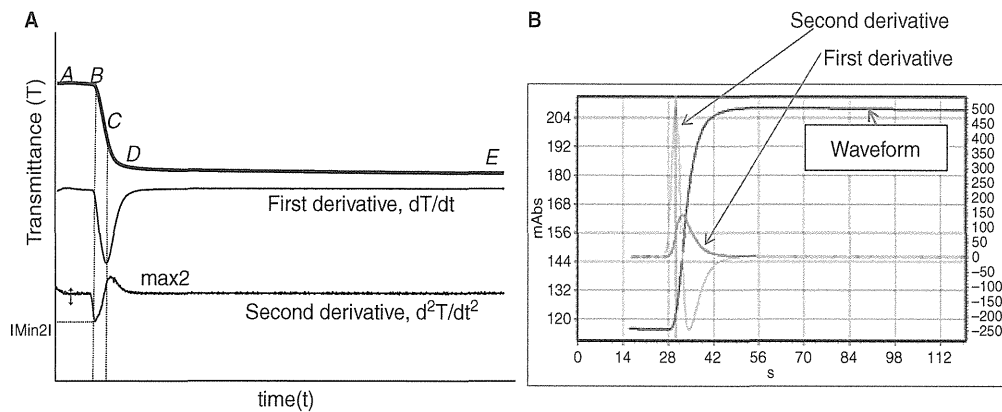 A
Transmittance (T)
A
B
C
D
E
First derivative, dT/dt
max2
Second derivative, d²T/dt²
IMin2I
time(t)
B
Second derivative
First derivative
Waveform
mAbs
204
192
180
168
156
144
132
120
500
450
400
350
300
250
200
150
100
50
0
−50
−100
−150
−200
−250
0 14 28 42 56 70 84 98 112
s